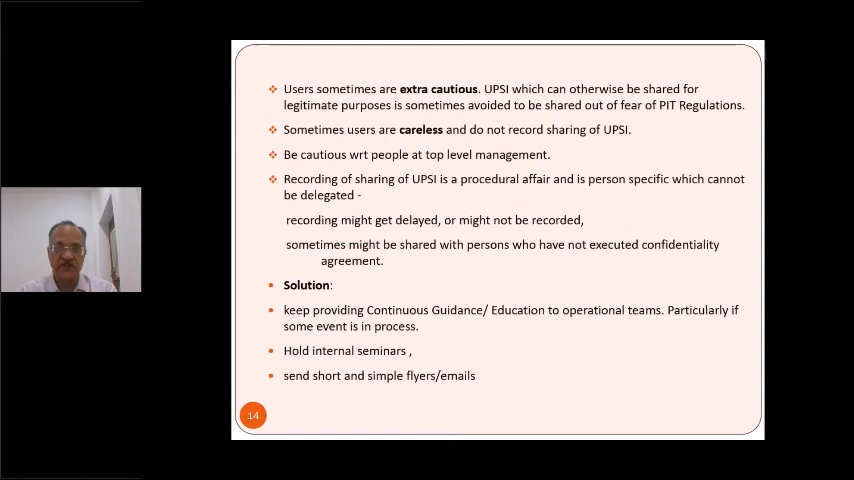 Users sometimes are extra cautious. UPSI which can otherwise be shared for
legitimate purposes is sometimes avoided to be shared out of fear of PIT Regulations.
Sometimes users are careless and do not record sharing of UPSI.
Be cautious wrt people at top level management.
Recording of sharing of UPSI is a procedural affair and is person specific which cannot
be delegated -
recording might get delayed, or might not be recorded,
sometimes might be shared with persons who have not executed confidentiality
agreement.
Solution:
keep providing Continuous Guidance/ Education to operational teams. Particularly if
some event is in process.
Hold internal seminars ,
send short and simple flyers/emails
14